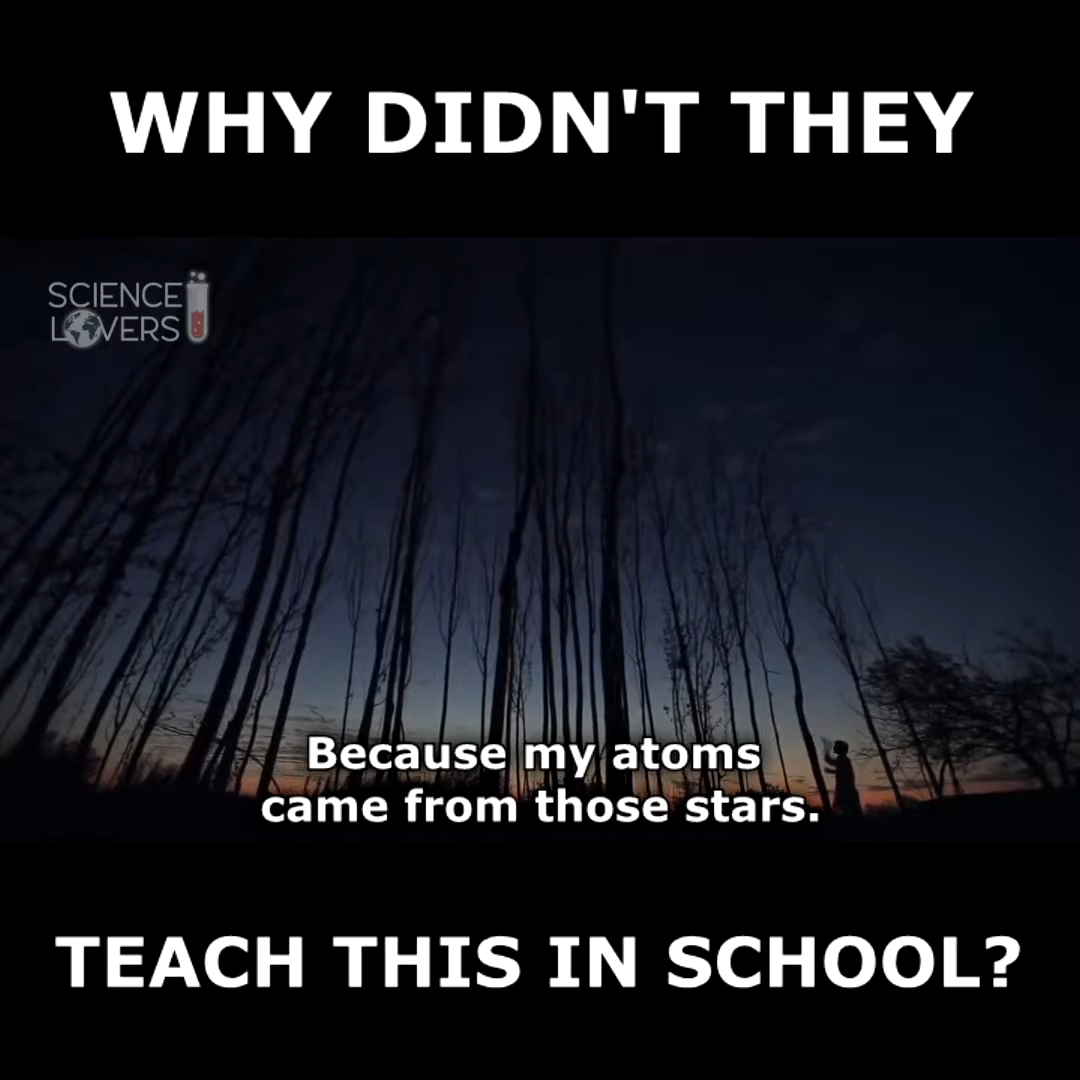 WHY DIDN'T THEY
SCIENCE
LOVERS
Because my atoms
came from those stars.
TEACH THIS IN SCHOOL?